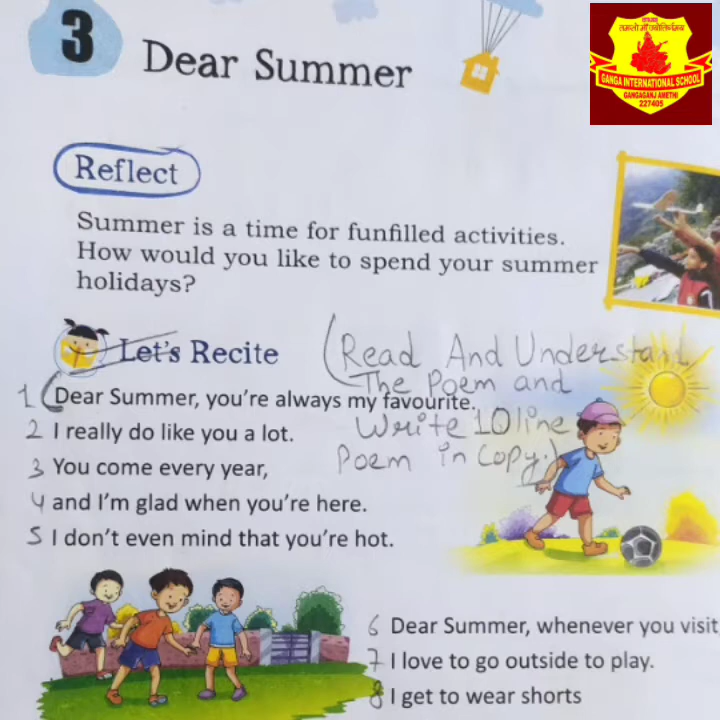 3
Dear Summer
तमसो मां ज्योतिर्गमय
GANGA INTERNATIONAL SCHOOL
GANGAGANJ AMETHI
227405
Reflect
Summer is a time for funfilled activities.
How would you like to spend your summer
holidays?
Let's Recite
(Read And Understand
The Poem and
Write 10 line
Poem in Copy.)
1 (Dear Summer, you're always my favourite.
2 I really do like you a lot.
3 You come every year,
4 and I'm glad when you're here.
5 I don't even mind that you're hot.
6 Dear Summer, whenever you visit
7 I love to go outside to play.
8 I get to wear shorts